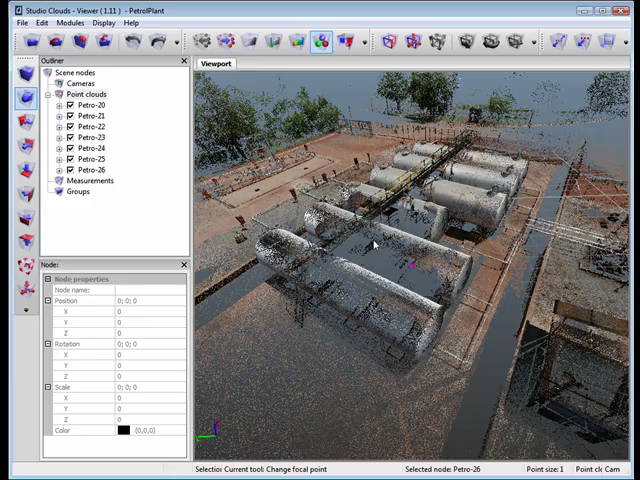 Studio Clouds - Viewer ( 1.11 ) - PetrolPlant
File Edit Modules Display Help
Outliner
Scene nodes
Cameras
Point clouds
Petro-20
Petro-21
Petro-22
Petro-23
Petro-24
Petro-25
Petro-26
Measurements
Groups
Viewport
Node:
Node properties
Node name:
Position 0; 0; 0
X 0
Y 0
Z 0
Rotation 0; 0; 0
X 0
Y 0
Z 0
Scale 0; 0; 0
X 0
Y 0
Z 0
Color (0,0,0)
Selection Current tool: Change focal point Selected node: Petro-26 Point size: 1 Point cl Cam